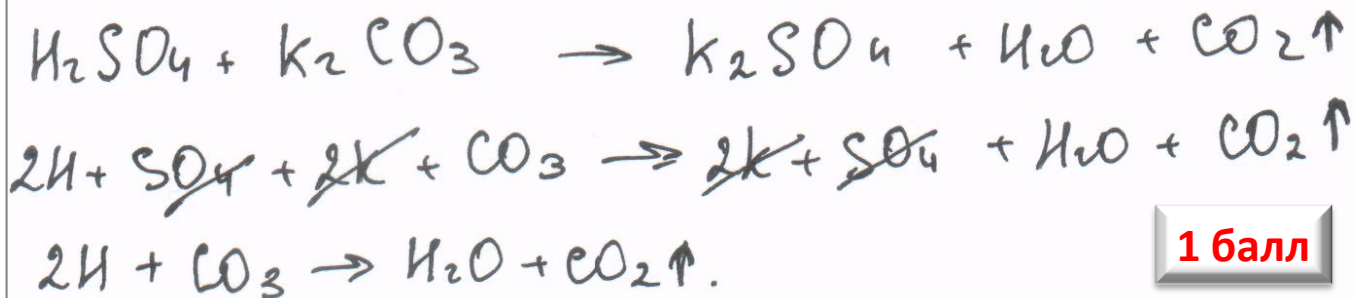 H₂SO₄ + K₂CO₃ → K₂SO₄ + H₂O + CO₂↑
2H + SO₄ + 2K + CO₃ → 2K + SO₄ + H₂O + CO₂↑
2H + CO₃ → H₂O + CO₂↑.
1 балл